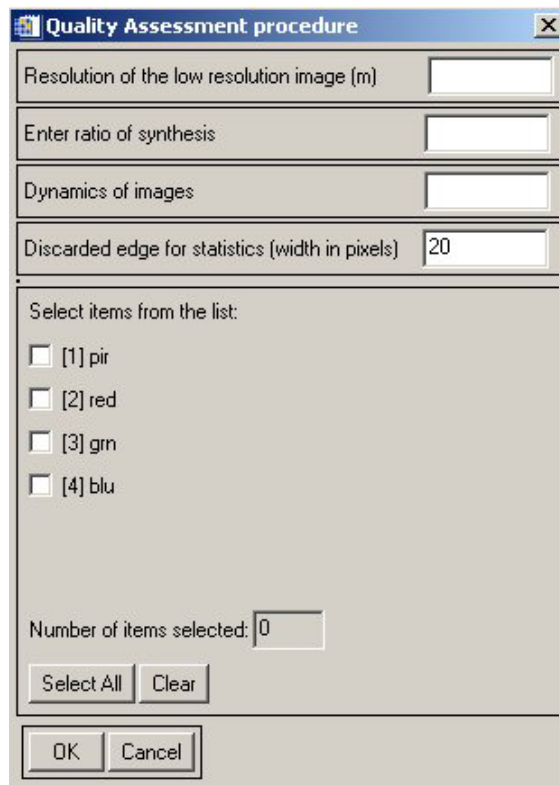 Quality Assessment procedure
Resolution of the low resolution image (m)
Enter ratio of synthesis
Dynamics of images
Discarded edge for statistics (width in pixels) 20
Select items from the list:
[1] pir
[2] red
[3] grn
[4] blu
Number of items selected: 0
Select All Clear
OK Cancel